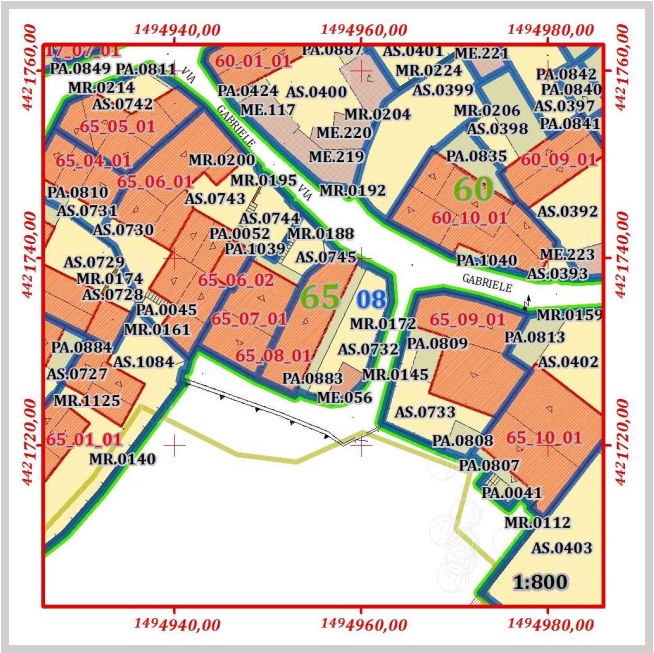 1494940,00 1494960,00 1494980,00
4421760,00 4421760,00
17_07_01 60_01_01 PA.0887 AS.0401 ME.221
PA.0849 PA.0811 VIA MR.0224 PA.0842
MR.0214 PA.0424 AS.0400 AS.0399 PA.0840
AS.0742 ME.117 MR.0204 MR.0206 AS.0397
65_05_01 GABRIELE ME.220 AS.0398 PA.0841
65_04_01 MR.0200 ME.219 PA.0835 60_09_01
65_06_01 MR.0195 VIA MR.0192 60
PA.0810 AS.0743
AS.0731 AS.0744 60_10_01 AS.0392
AS.0730 PA.0052 MR.0188
4421740,00 PA.1039 AS.0745 ME.223 4421740,00
AS.0729 PA.1040
MR.0174 65_06_02 AS.0393
AS.0728 65 08 GABRIELE
PA.0045 65_07_01 MR.0172 65_09_01 MR.0159
MR.0161 PA.0813
PA.0884 65_08_01 AS.0732 PA.0809
AS.1084 AS.0402
AS.0727 PA.0883 MR.0145
MR.1125 ME.056
AS.0733
65_01_01 PA.0808 65_10_01
4421720,00 4421720,00
MR.0140 PA.0807
PA.0041
MR.0112
AS.0403
1:800
1494940,00 1494960,00 1494980,00